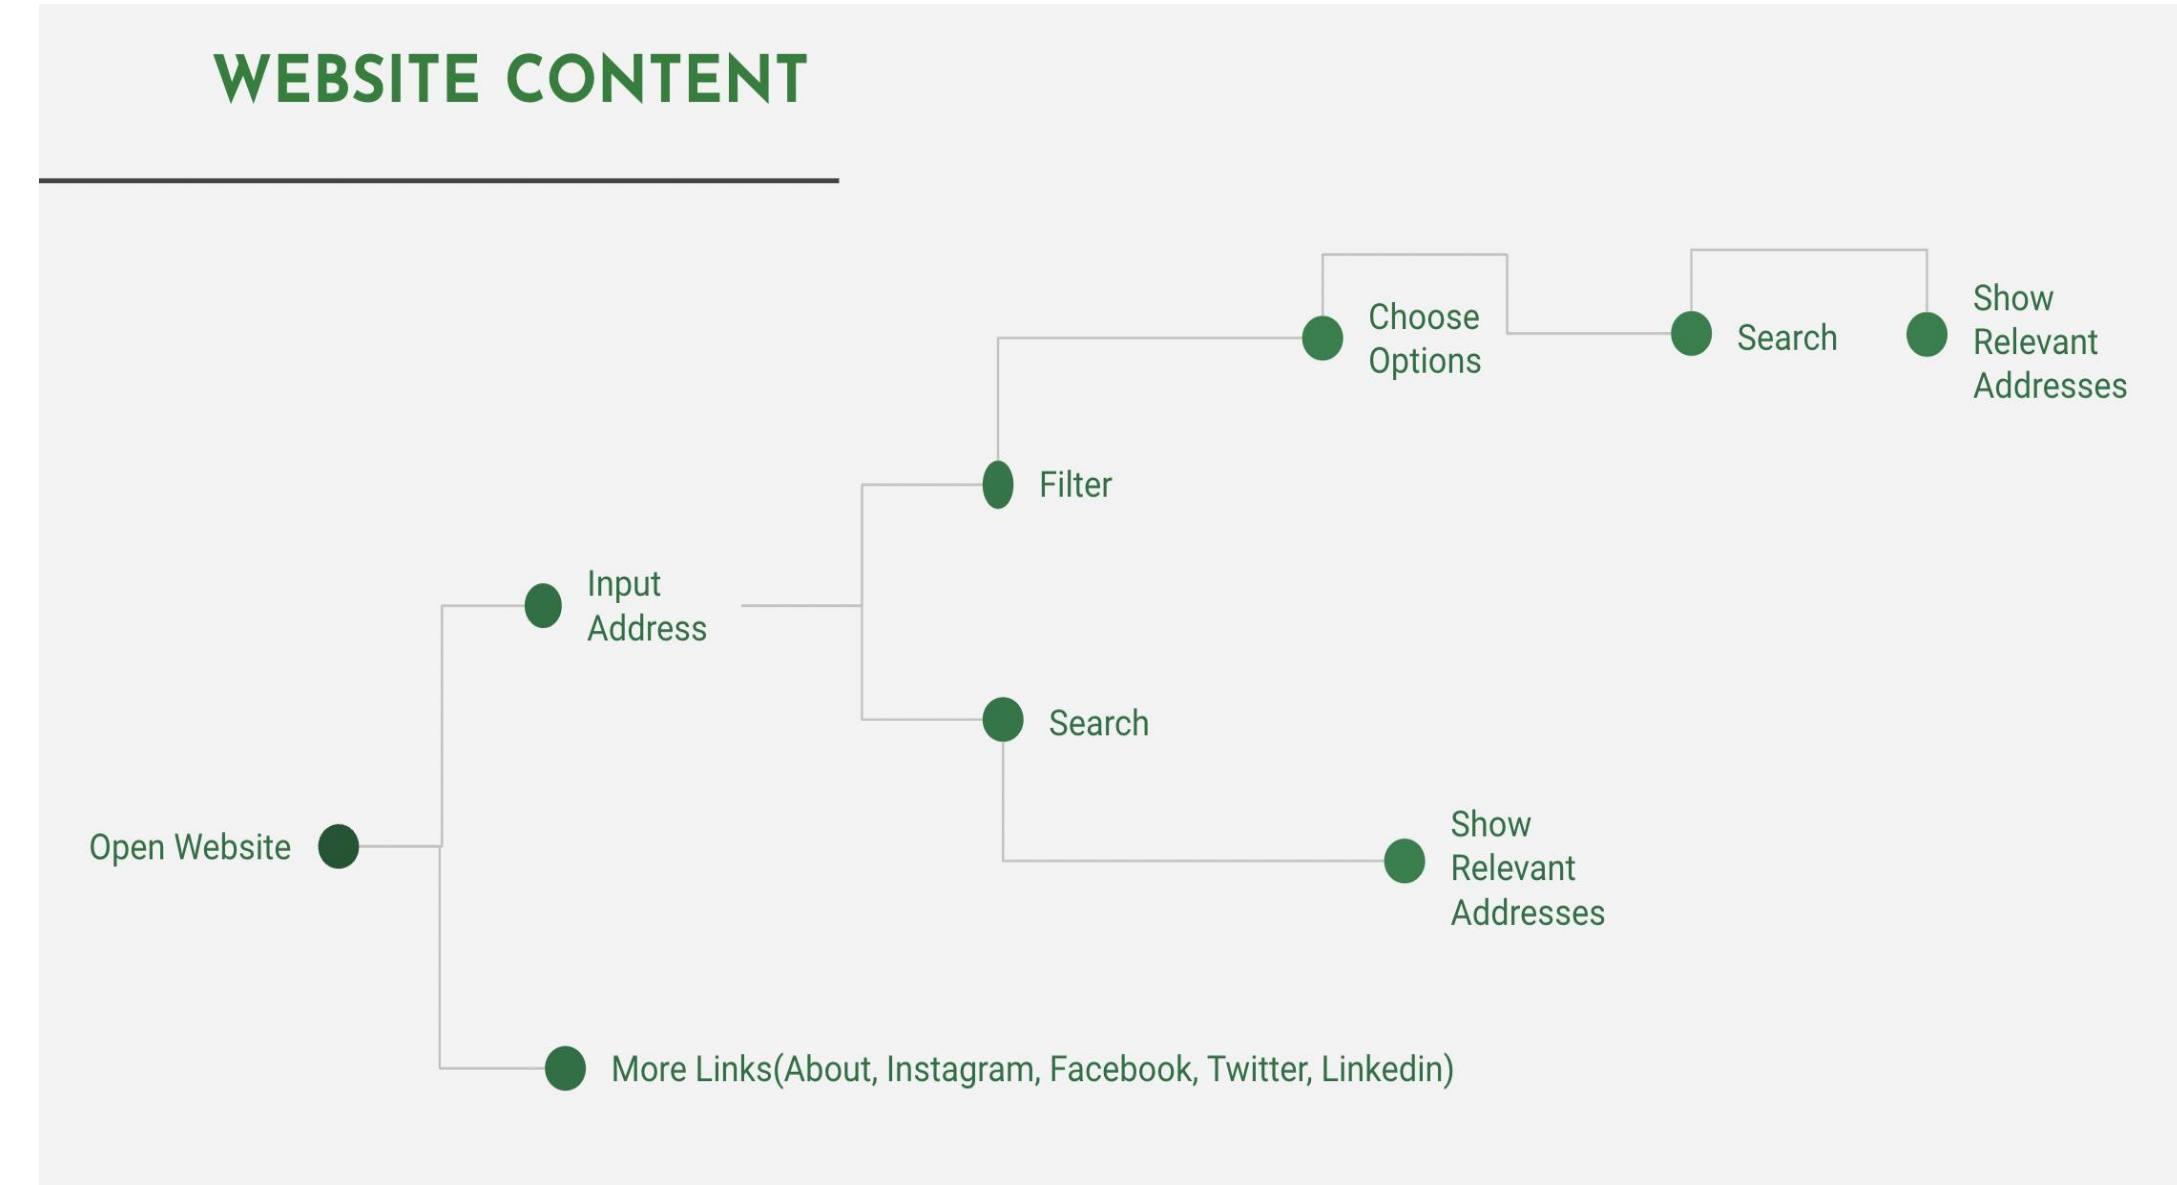 WEBSITE CONTENT
Choose
Options
Search
Show
Relevant
Addresses
Filter
Input
Address
Search
Open Website
Show
Relevant
Addresses
More Links(About, Instagram, Facebook, Twitter, Linkedin)